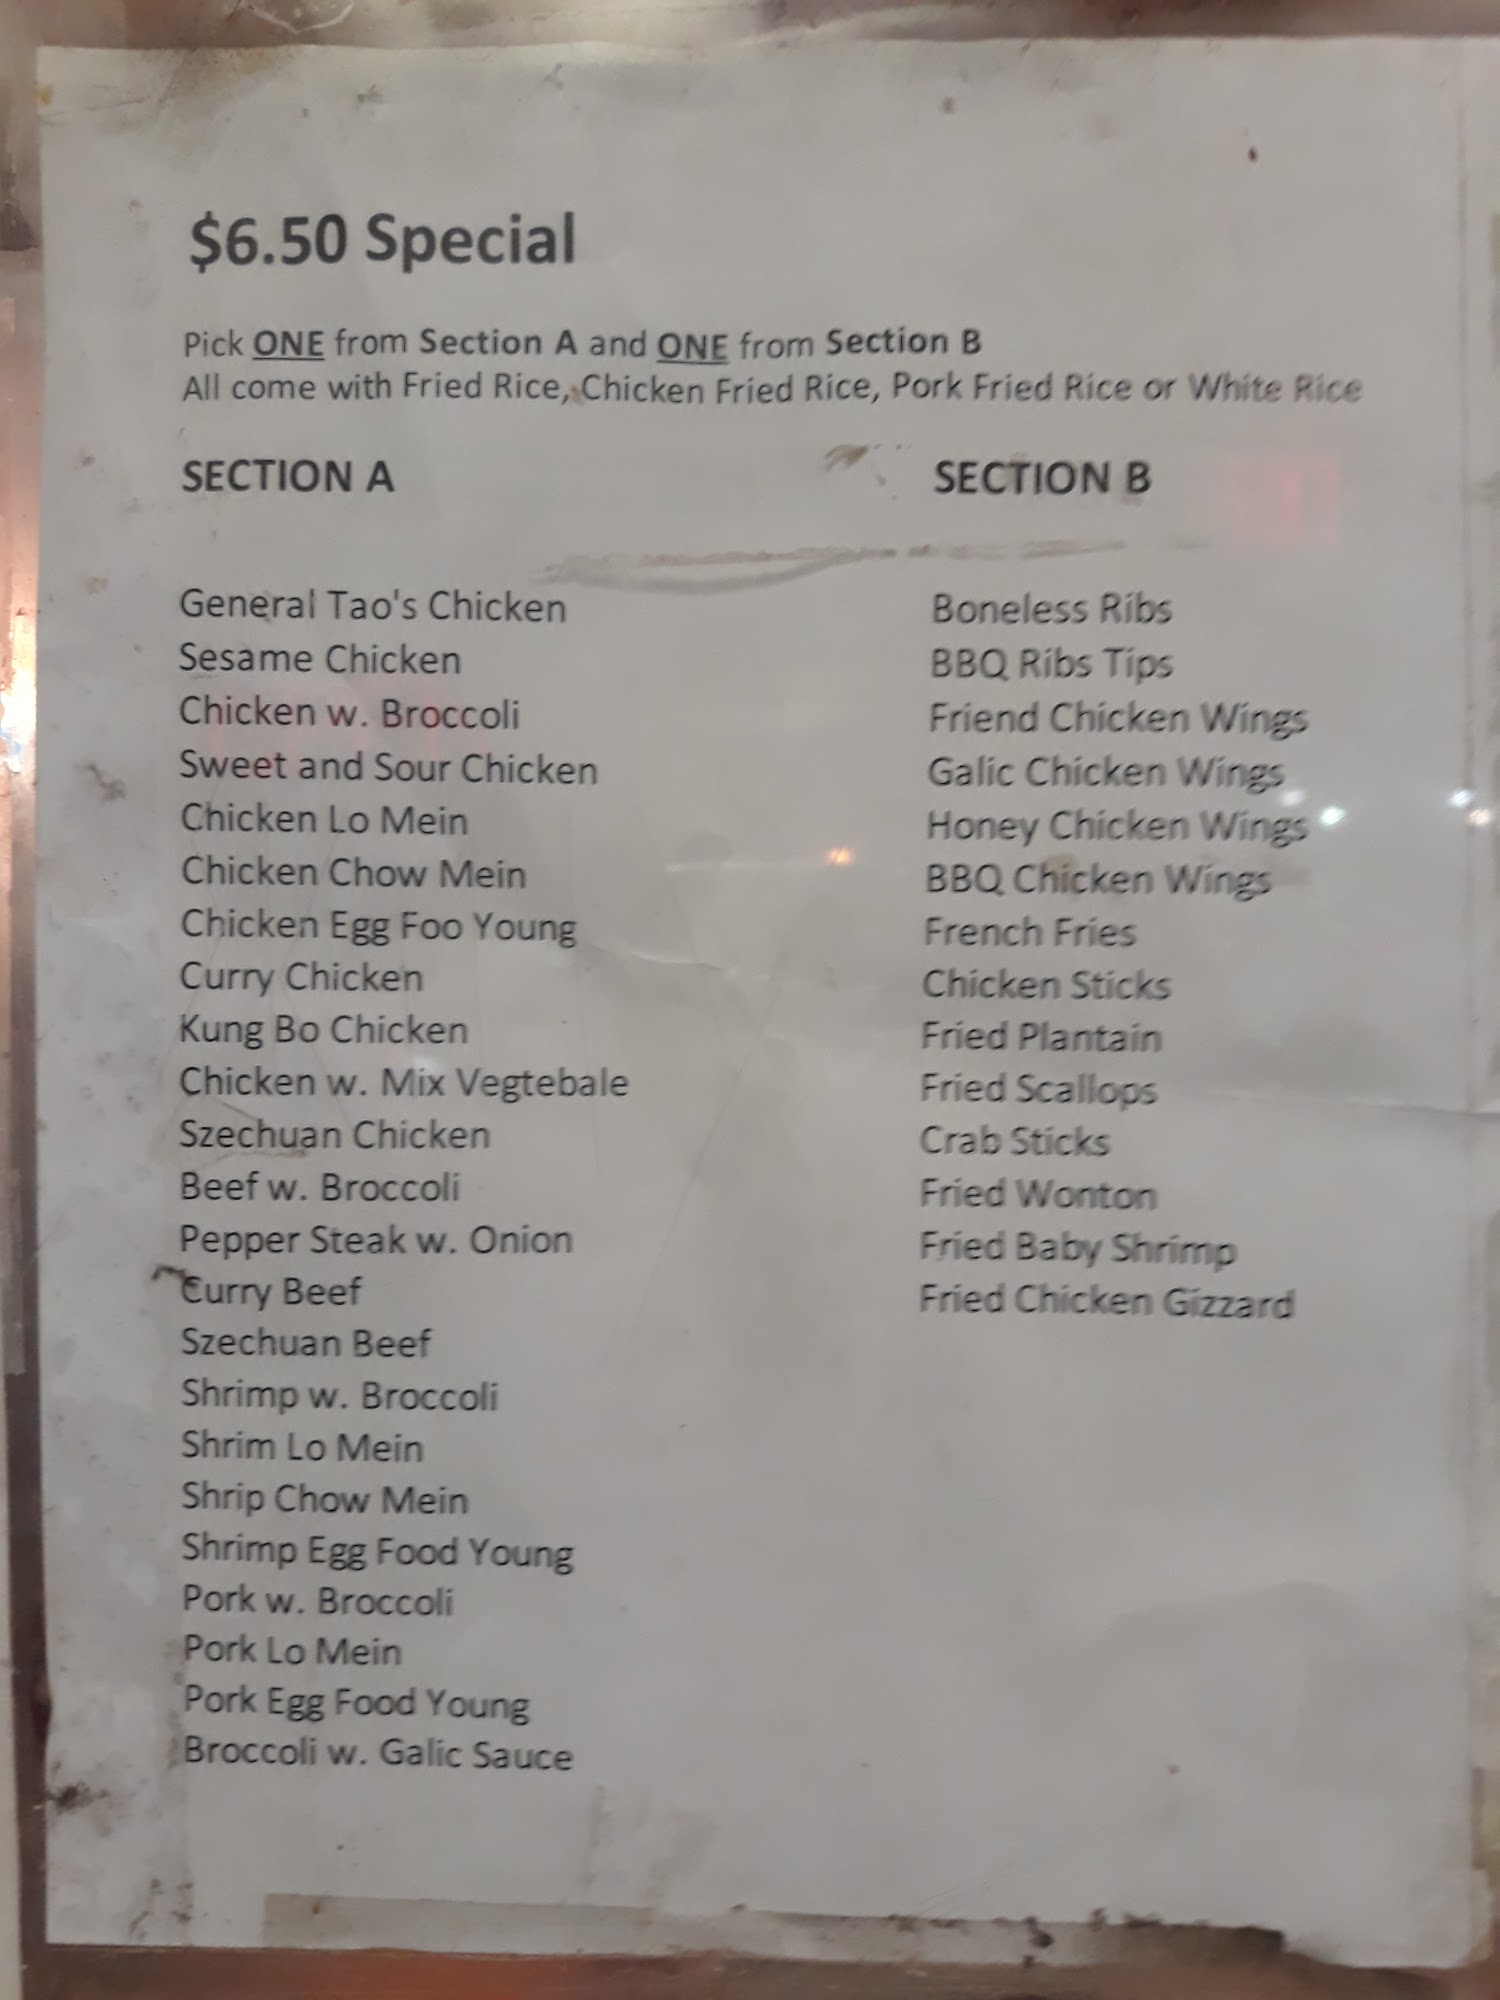 $6.50 Special
Pick ONE from Section A and ONE from Section B
All come with Fried Rice, Chicken Fried Rice, Pork Fried Rice or White Rice
SECTION A
General Tao's Chicken
Sesame Chicken
Chicken w. Broccoli
Sweet and Sour Chicken
Chicken Lo Mein
Chicken Chow Mein
Chicken Egg Foo Young
Curry Chicken
Kung Bo Chicken
Chicken w. Mix Vegtebale
Szechuan Chicken
Beef w. Broccoli
Pepper Steak w. Onion
Curry Beef
Szechuan Beef
Shrimp w. Broccoli
Shrim Lo Mein
Shrip Chow Mein
Shrimp Egg Food Young
Pork w. Broccoli
Pork Lo Mein
Pork Egg Food Young
Broccoli w. Galic Sauce
SECTION B
Boneless Ribs
BBQ Ribs Tips
Friend Chicken Wings
Galic Chicken Wings
Honey Chicken Wings
BBQ Chicken Wings
French Fries
Chicken Sticks
Fried Plantain
Fried Scallops
Crab Sticks
Fried Wonton
Fried Baby Shrimp
Fried Chicken Gizzard